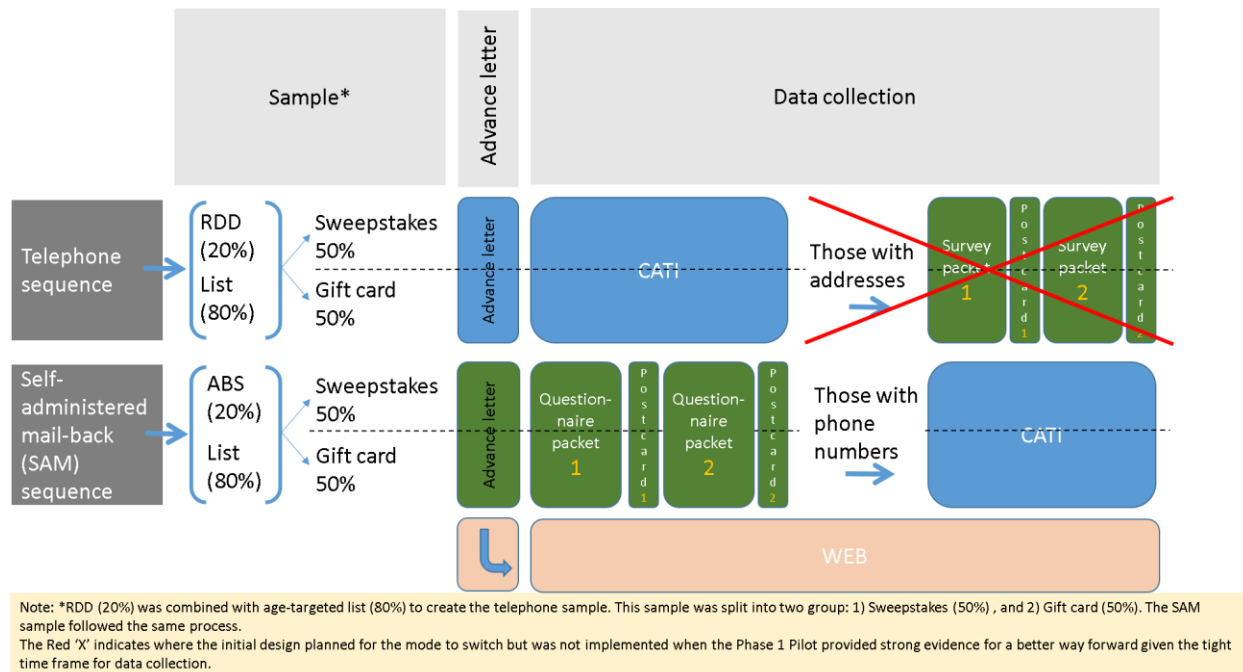 Sample*
Advance letter
Data collection
Telephone
sequence
RDD
(20%)
List
(80%)
Sweepstakes
50%
Gift card
50%
Advance letter
CATI
Those with
addresses
Survey
packet
1
Postcard1
Survey
packet
2
Postcard2
Self-
administered
mail-back
(SAM)
sequence
ABS
(20%)
List
(80%)
Sweepstakes
50%
Gift card
50%
Advance letter
Question-
naire
packet
1
Postcard1
Question-
naire
packet
2
Postcard2
Those with
phone
numbers
CATI
WEB
Note: *RDD (20%) was combined with age-targeted list (80%) to create the telephone sample. This sample was split into two group: 1) Sweepstakes (50%) , and 2) Gift card (50%). The SAM
sample followed the same process.
The Red ‘X’ indicates where the initial design planned for the mode to switch but was not implemented when the Phase 1 Pilot provided strong evidence for a better way forward given the tight
time frame for data collection.